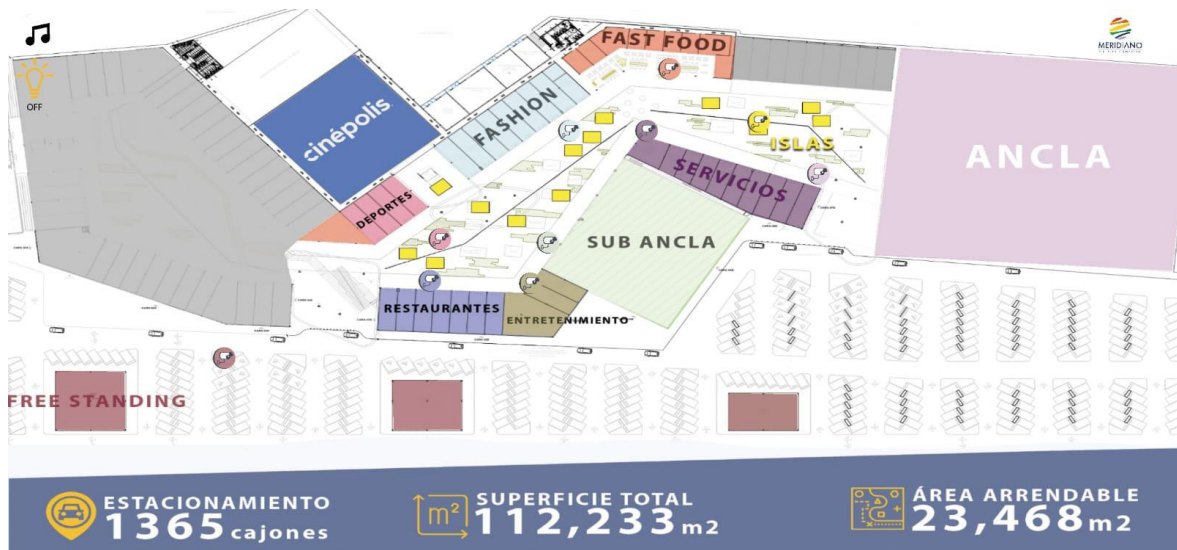 OFF
MERIDIANO
FAST FOOD
FASHION
cinépolis
ISLAS
ANCLA
SERVICIOS
DEPORTES
SUB ANCLA
RESTAURANTES
ENTRETENIMIENTO
FREE STANDING
ESTACIONAMIENTO
1365 cajones
m²
SUPERFICIE TOTAL
112,233 m2
ÁREA ARRENDABLE
23,468 m2